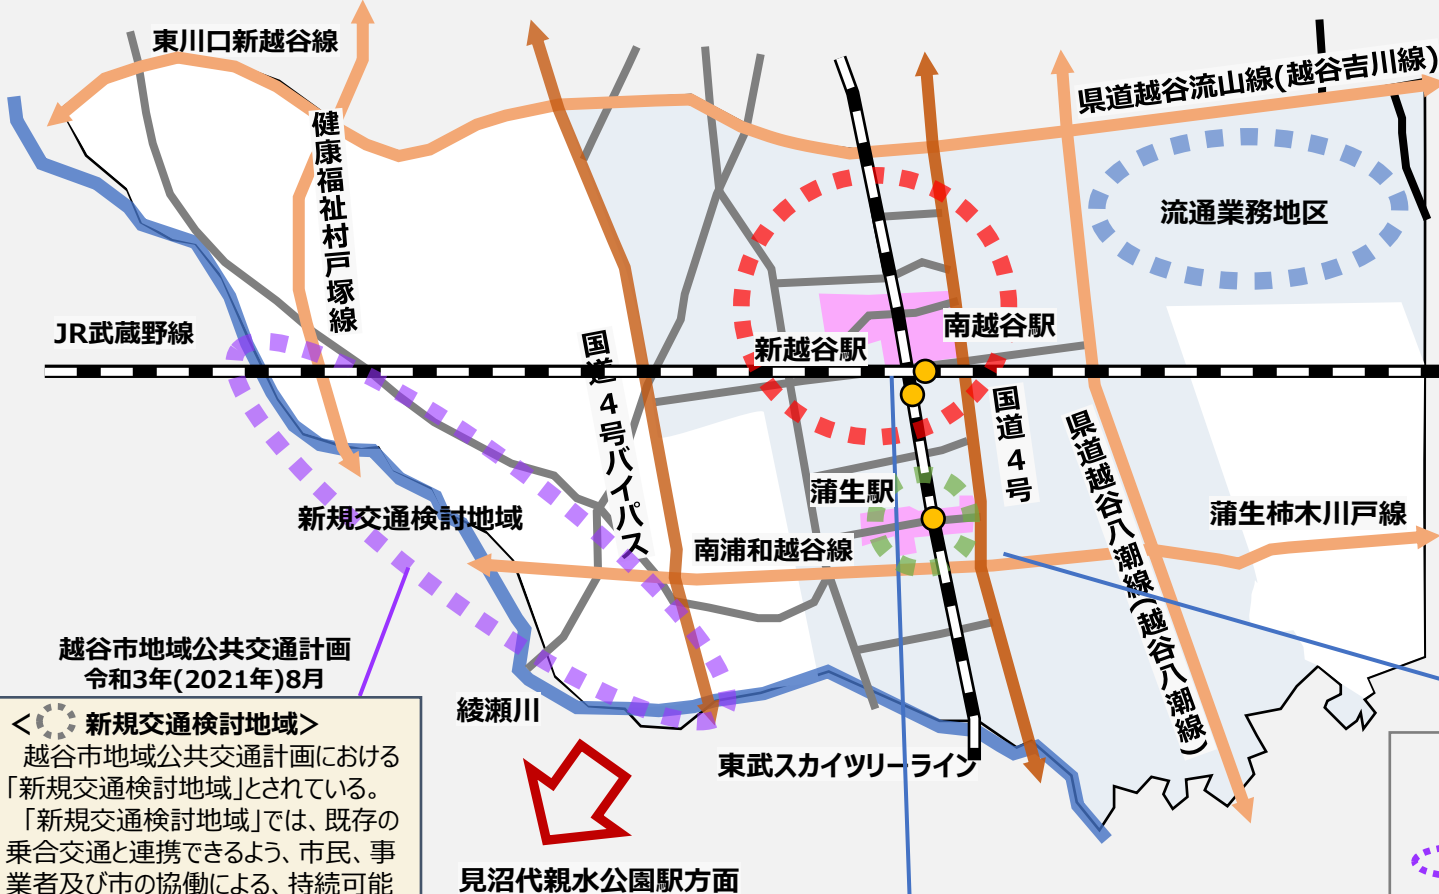 東川口新越谷線
県道越谷流山線(越谷吉川線)
健康福祉村戸塚線
流通業務地区
JR武蔵野線
新越谷駅
南越谷駅
国道4号バイパス
国道4号
県道越谷八潮線(越谷八潮線)
蒲生駅
新規交通検討地域
南浦和越谷線
蒲生柿木川戸線
越谷市地域公共交通計画
令和3年(2021年)8月
綾瀬川
東武スカイツリーライン
見沼代親水公園駅方面
< 新規交通検討地域>
越谷市地域公共交通計画における
「新規交通検討地域」とされている。
「新規交通検討地域」では、既存の
乗合交通と連携できるよう、市民、事
業者及び市の協働による、持続可能